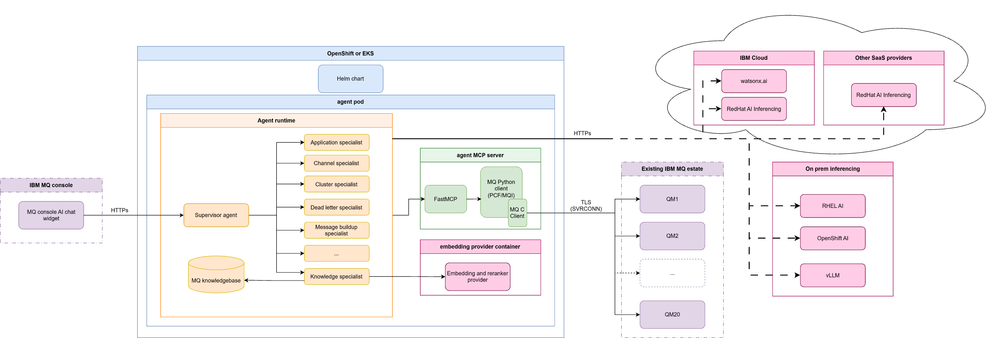 OpenShift or EKS
Helm chart
agent pod
Agent runtime
Application specialist
Channel specialist
Cluster specialist
Dead letter specialist
Message buildup
specialist
...
Knowledge specialist
Supervisor agent
MQ knowledgebase
IBM MQ console
MQ console AI chat
widget
HTTPs
agent MCP server
FastMCP
MQ Python
client
(PCF/MQI)
MQ C
Client
embedding provider container
Embedding and reranker
provider
HTTPs
TLS
(SVRCONN)
Existing IBM MQ estate
QM1
QM2
...
QM20
IBM Cloud
watsonx.ai
RedHat AI Inferencing
Other SaaS providers
RedHat AI Inferencing
On prem inferencing
RHEL AI
OpenShift AI
vLLM